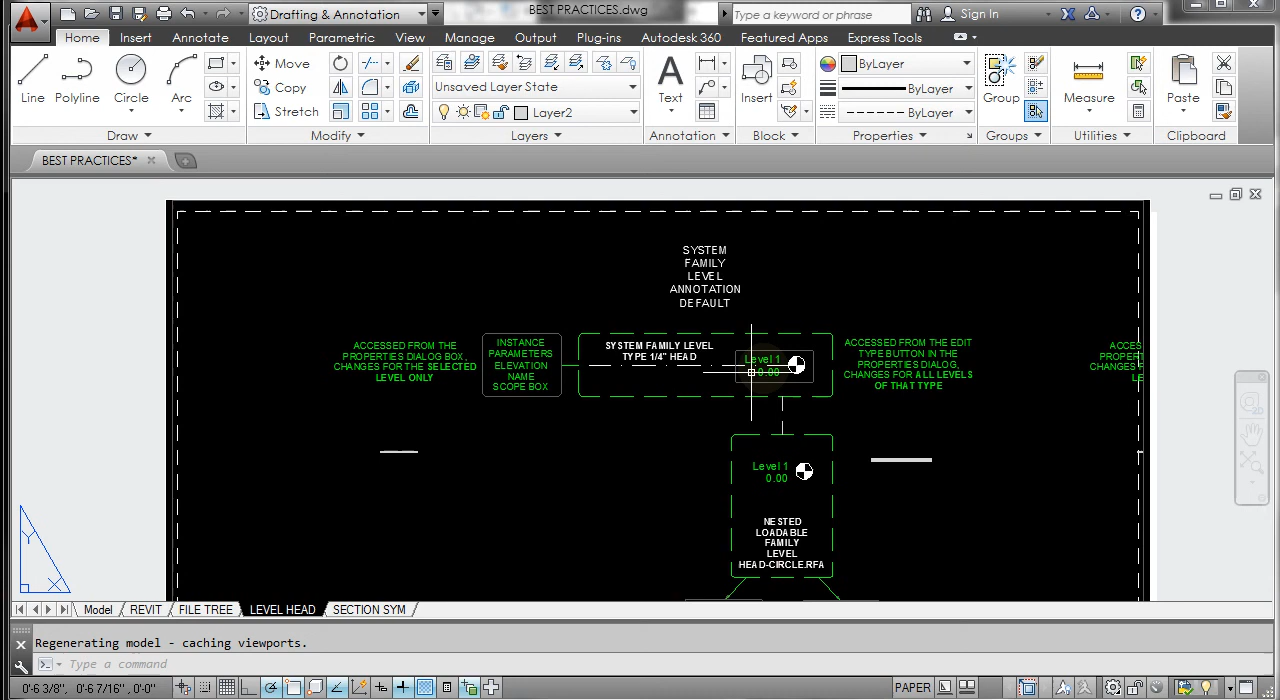 Drafting & Annotation
BEST PRACTICES.dwg
Type a keyword or phrase
Sign In
Home
Insert
Annotate
Layout
Parametric
View
Manage
Output
Plug-ins
Autodesk 360
Featured Apps
Express Tools
Line
Polyline
Circle
Arc
Move
Copy
Stretch
Unsaved Layer State
Layer2
Text
Insert
ByLayer
ByLayer
ByLayer
Group
Measure
Paste
Draw
Modify
Layers
Annotation
Block
Properties
Groups
Utilities
Clipboard
BEST PRACTICES*
SYSTEM
FAMILY
LEVEL
ANNOTATION
DEFAULT
ACCESSED FROM THE
PROPERTIES DIALOG BOX,
CHANGES FOR THE SELECTED
LEVEL ONLY
INSTANCE
PARAMETERS
ELEVATION
NAME
SCOPE BOX
SYSTEM FAMILY LEVEL
TYPE 1/4" HEAD
Level 1
0.00
ACCESSED FROM THE EDIT
TYPE BUTTON IN THE
PROPERTIES DIALOG,
CHANGES FOR ALL LEVELS
OF THAT TYPE
ACCES
PROPERT
CHANGES F
LE
Level 1
0.00
NESTED
LOADABLE
FAMILY
LEVEL
HEAD-CIRCLE.RFA
2D
Y
X
Model
REVIT
FILE TREE
LEVEL HEAD
SECTION SYM
Regenerating model - caching viewports.
Type a command
0'-6 3/8", 0'-6 7/16", 0'-0"
PAPER